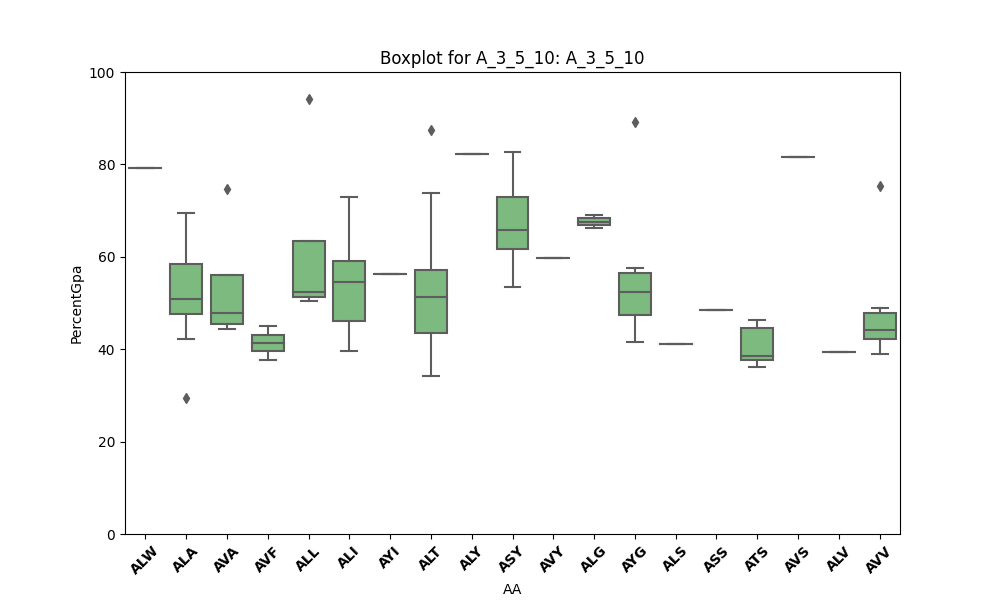 Boxplot for A_3_5_10: A_3_5_10
100
80
60
40
20
0
PercentGpa
ALW ALA AVA AVF ALL ALI AYI ALT ALY ASY AVY ALG AYG ALS ASS ATS AVS ALV AVV
AA